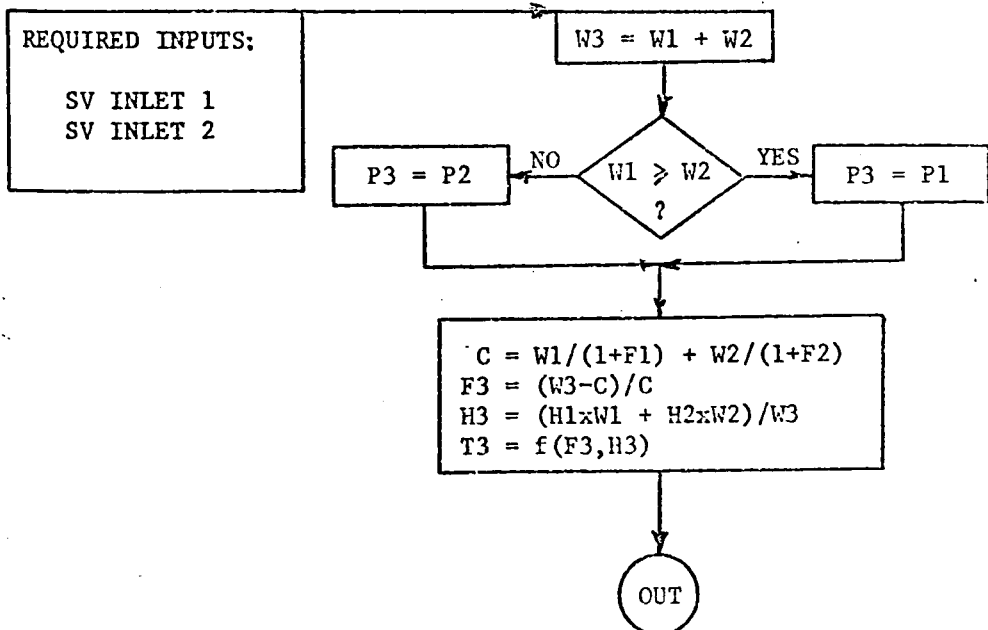 REQUIRED INPUTS:
SV INLET 1
SV INLET 2
W3 = W1 + W2
W1 ⩾ W2
?
NO
YES
P3 = P2
P3 = P1
C = W1/(1+F1) + W2/(1+F2)
F3 = (W3-C)/C
H3 = (H1xW1 + H2xW2)/W3
T3 = f(F3,H3)
OUT